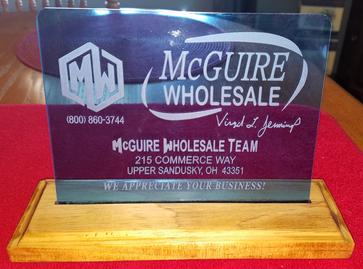 MW
McGUIRE
WHOLESALE
(800) 860-3744
McGuire Wholesale Team
215 COMMERCE WAY
UPPER SANDUSKY, OH 43351
WE APPRECIATE YOUR BUSINESS!